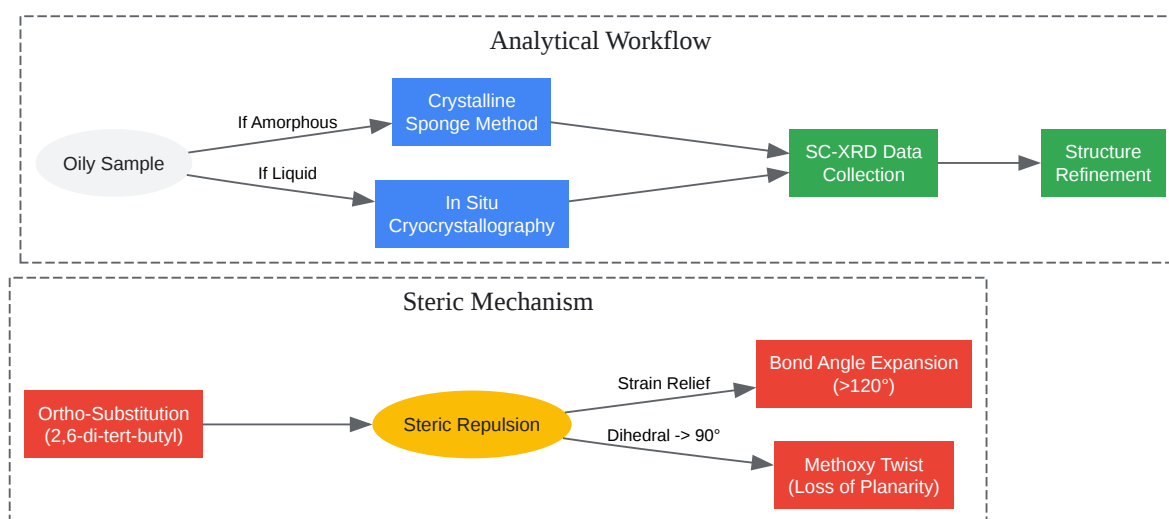 Analytical Workflow
Oily Sample
If Amorphous
If Liquid
Crystalline
Sponge Method
In Situ
Cryocrystallography
SC-XRD Data
Collection
Structure
Refinement
Steric Mechanism
Ortho-Substitution
(2,6-di-tert-butyl)
Steric Repulsion
Strain Relief
Dihedral -> 90°
Bond Angle Expansion
(>120°)
Methoxy Twist
(Loss of Planarity)